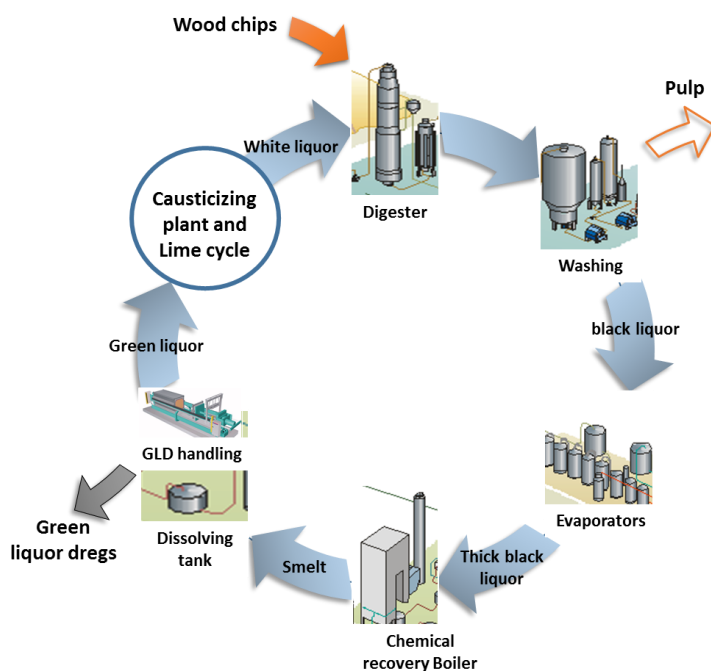 Wood chips
Pulp
White liquor
Causticizing
plant and
Lime cycle
Digester
Washing
black liquor
Green liquor
GLD handling
Green
liquor dregs
Dissolving
tank
Smelt
Thick black
liquor
Evaporators
Chemical
recovery Boiler